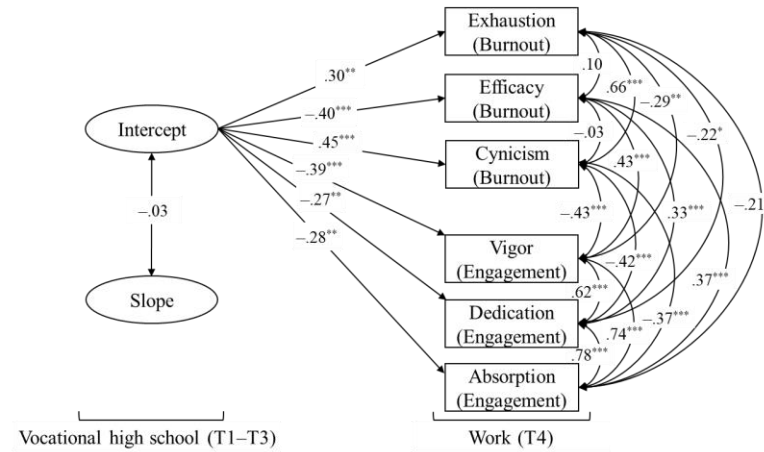 Exhaustion
(Burnout)
.10
.30**
.66***
Efficacy
(Burnout)
−.29**
−.40***
−.22*
Intercept
−.03
.45***
Cynicism
(Burnout)
.43***
−.39***
−.27**
−.03
−.43***
.33***
−.21
−.28**
Vigor
(Engagement)
−.42***
.37***
.62***
Slope
Dedication
(Engagement)
−.37***
.74***
.78***
Absorption
(Engagement)
Vocational high school (T1–T3)
Work (T4)